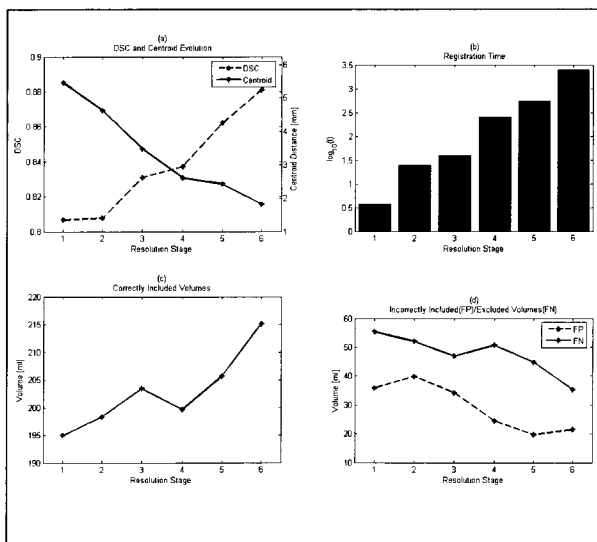 (a)
DSC and Centroid Evolution
0.9
0.88
0.86
0.84
0.82
0.8
DSC
6
5
4
3
2
1
Centroid Distance [mm]
DSC
Centroid
1 2 3 4 5 6
Resolution Stage
(b)
Registration Time
3.5
3
2.5
2
1.5
1
0.5
0
log10(t)
1 2 3 4 5 6
Resolution Stage
(c)
Correctly Included Volumes
220
215
210
205
200
195
190
Volume [ml]
1 2 3 4 5 6
Resolution Stage
(d)
Incorrectly Included(FP)/Excluded Volumes(FN)
60
50
40
30
20
10
Volume [ml]
FP
FN
1 2 3 4 5 6
Resolution Stage